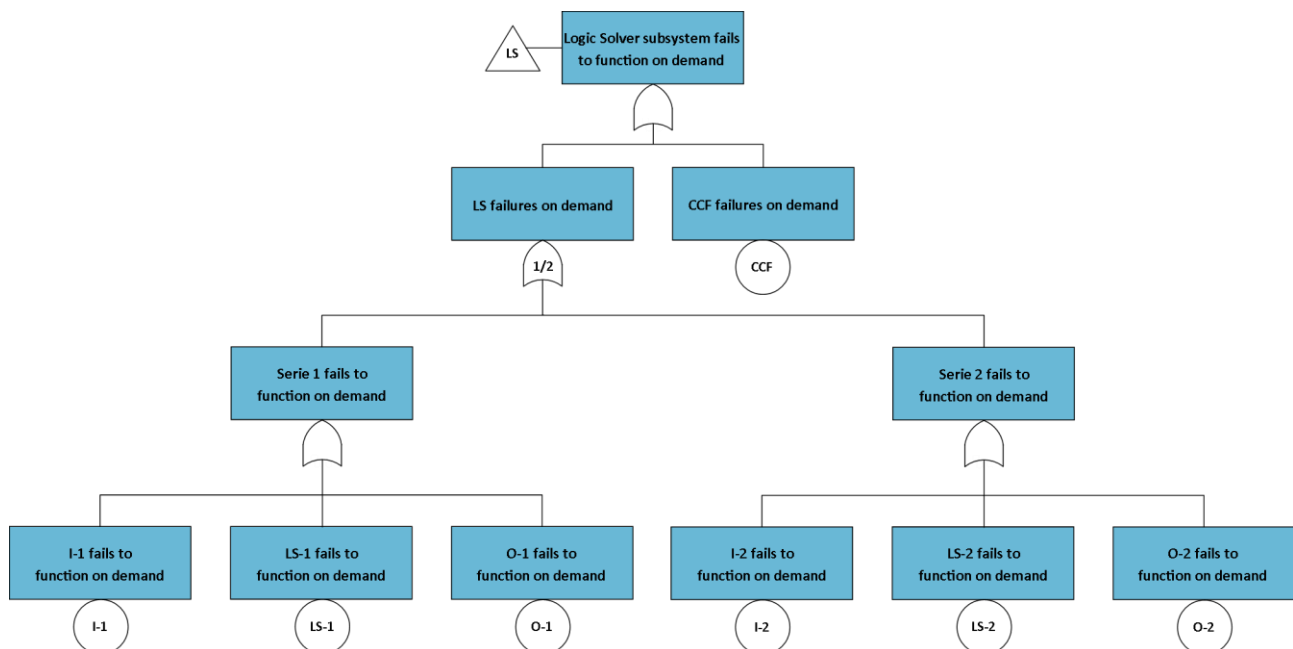 LS
Logic Solver subsystem fails
to function on demand
LS failures on demand
CCF failures on demand
1/2
CCF
Serie 1 fails to
function on demand
Serie 2 fails to
function on demand
I-1 fails to
function on demand
LS-1 fails to
function on demand
O-1 fails to
function on demand
I-2 fails to
function on demand
LS-2 fails to
function on demand
O-2 fails to
function on demand
I-1
LS-1
O-1
I-2
LS-2
O-2